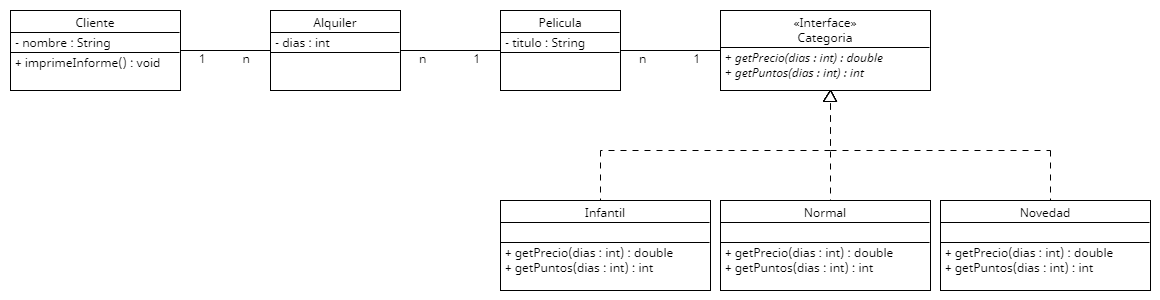 Cliente
- nombre : String
+ imprimeInforme() : void
1
n
Alquiler
- dias : int
n
1
Pelicula
- titulo : String
n
1
«Interface»
Categoria
+ getPrecio(dias : int) : double
+ getPuntos(dias : int) : int
Infantil
+ getPrecio(dias : int) : double
+ getPuntos(dias : int) : int
Normal
+ getPrecio(dias : int) : double
+ getPuntos(dias : int) : int
Novedad
+ getPrecio(dias : int) : double
+ getPuntos(dias : int) : int